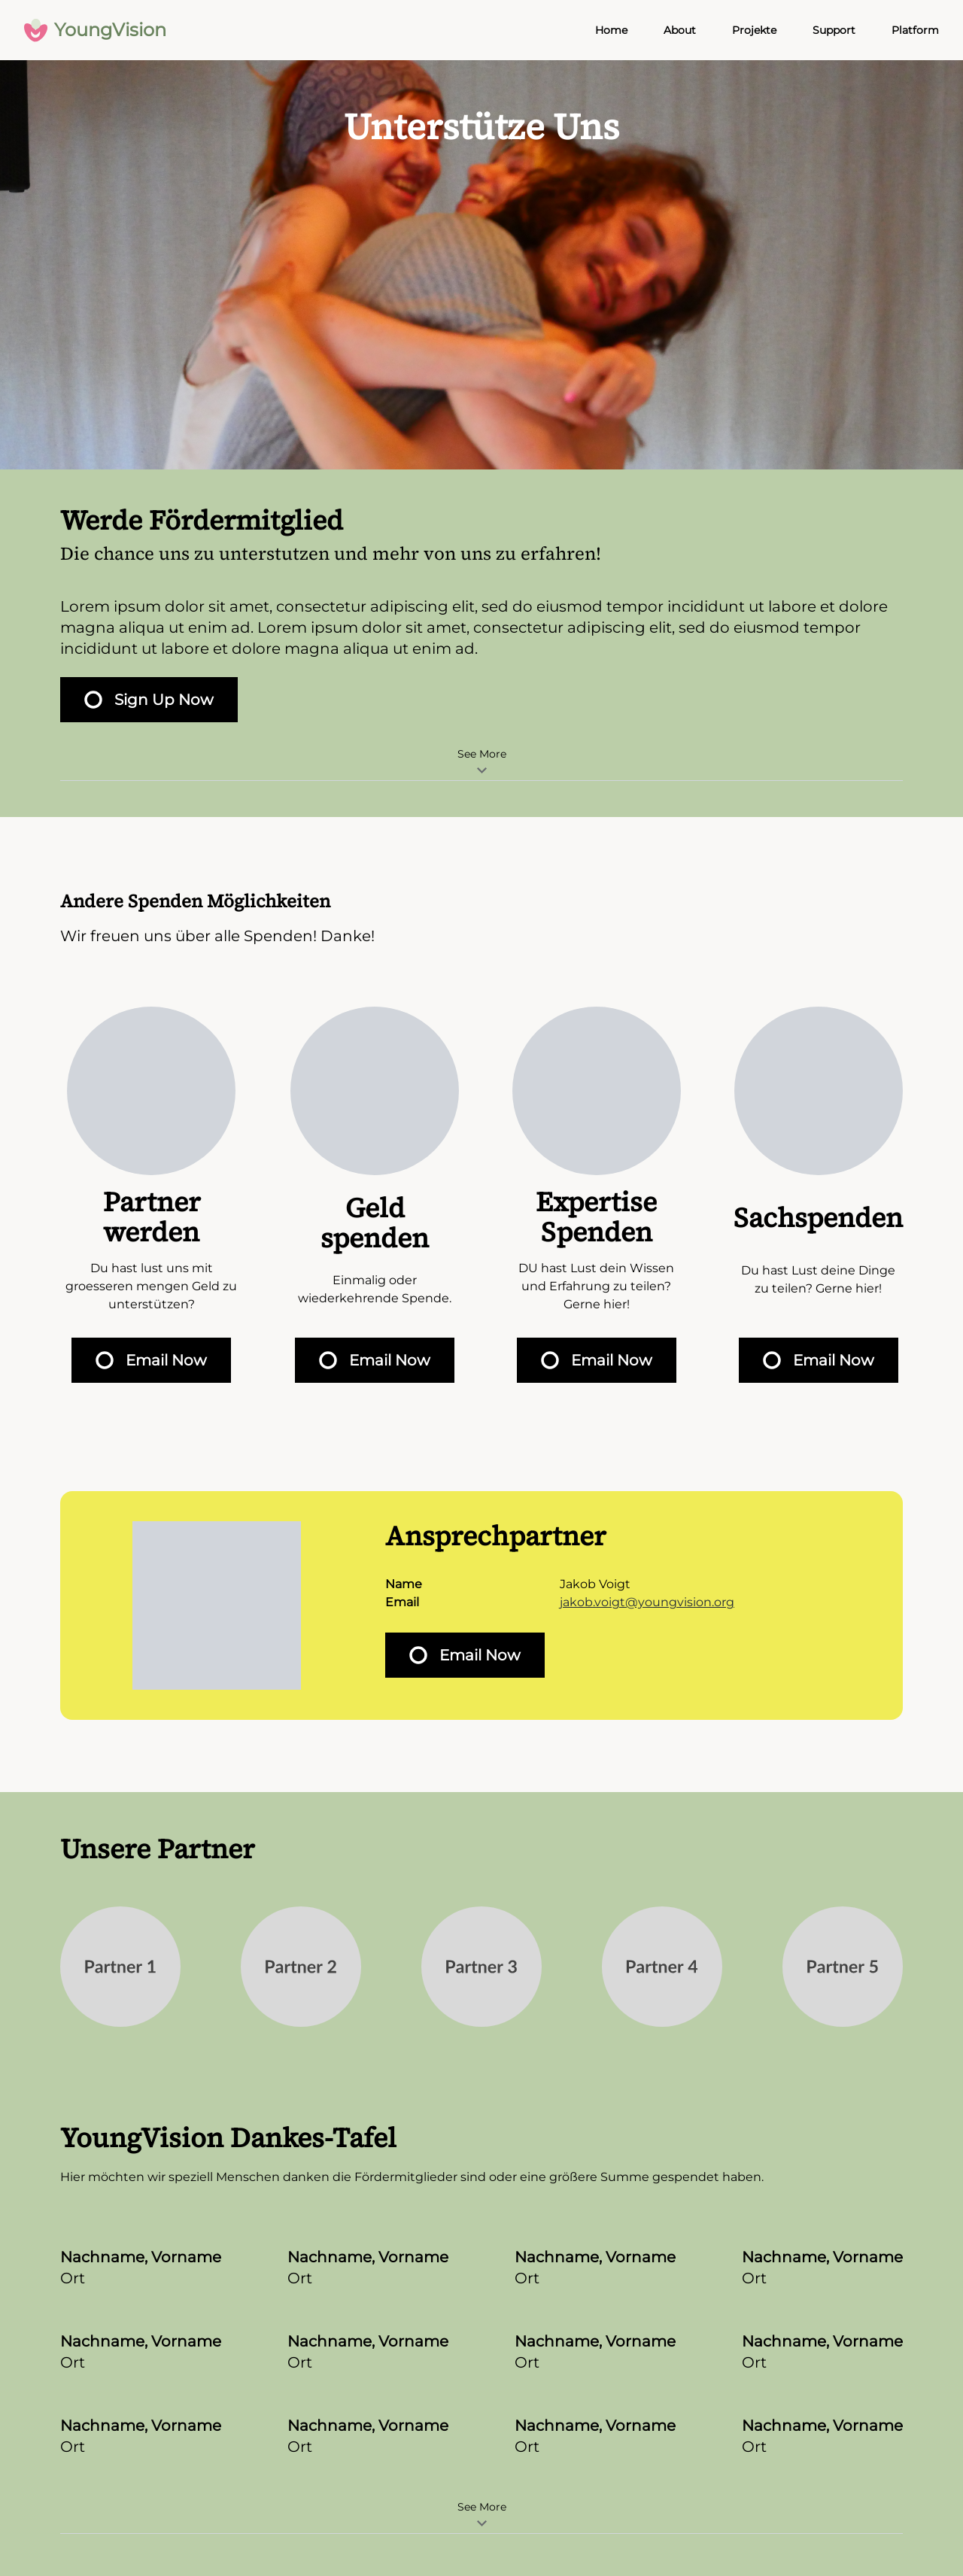 YoungVision
Home About Projekte Support Platform
Unterstütze Uns
Werde Fördermitglied
Die chance uns zu unterstutzen und mehr von uns zu erfahren!
Lorem ipsum dolor sit amet, consectetur adipiscing elit, sed do eiusmod tempor incididunt ut labore et dolore
magna aliqua ut enim ad. Lorem ipsum dolor sit amet, consectetur adipiscing elit, sed do eiusmod tempor
incididunt ut labore et dolore magna aliqua ut enim ad.
Sign Up Now
See More
Andere Spenden Möglichkeiten
Wir freuen uns über alle Spenden! Danke!
Partner
werden
Du hast lust uns mit
groesseren mengen Geld zu
unterstützen?
Email Now
Geld
spenden
Einmalig oder
wiederkehrende Spende.
Email Now
Expertise
Spenden
DU hast Lust dein Wissen
und Erfahrung zu teilen?
Gerne hier!
Email Now
Sachspenden
Du hast Lust deine Dinge
zu teilen? Gerne hier!
Email Now
Ansprechpartner
Name Jakob Voigt
Email jakob.voigt@youngvision.org
Email Now
Unsere Partner
Partner 1 Partner 2 Partner 3 Partner 4 Partner 5
YoungVision Dankes-Tafel
Hier möchten wir speziell Menschen danken die Fördermitglieder sind oder eine größere Summe gespendet haben.
Nachname, Vorname Nachname, Vorname Nachname, Vorname Nachname, Vorname
Ort Ort Ort Ort
Nachname, Vorname Nachname, Vorname Nachname, Vorname Nachname, Vorname
Ort Ort Ort Ort
Nachname, Vorname Nachname, Vorname Nachname, Vorname Nachname, Vorname
Ort Ort Ort Ort
See More